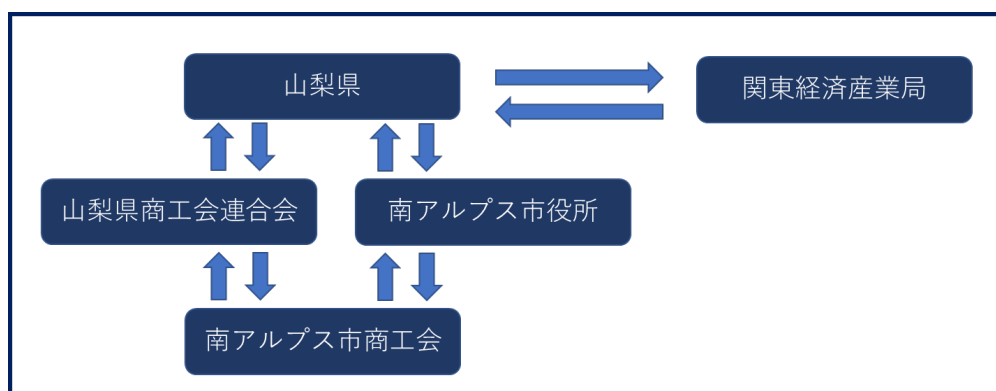 山梨県
関東経済産業局
山梨県商工会連合会
南アルプス市役所
南アルプス市商工会